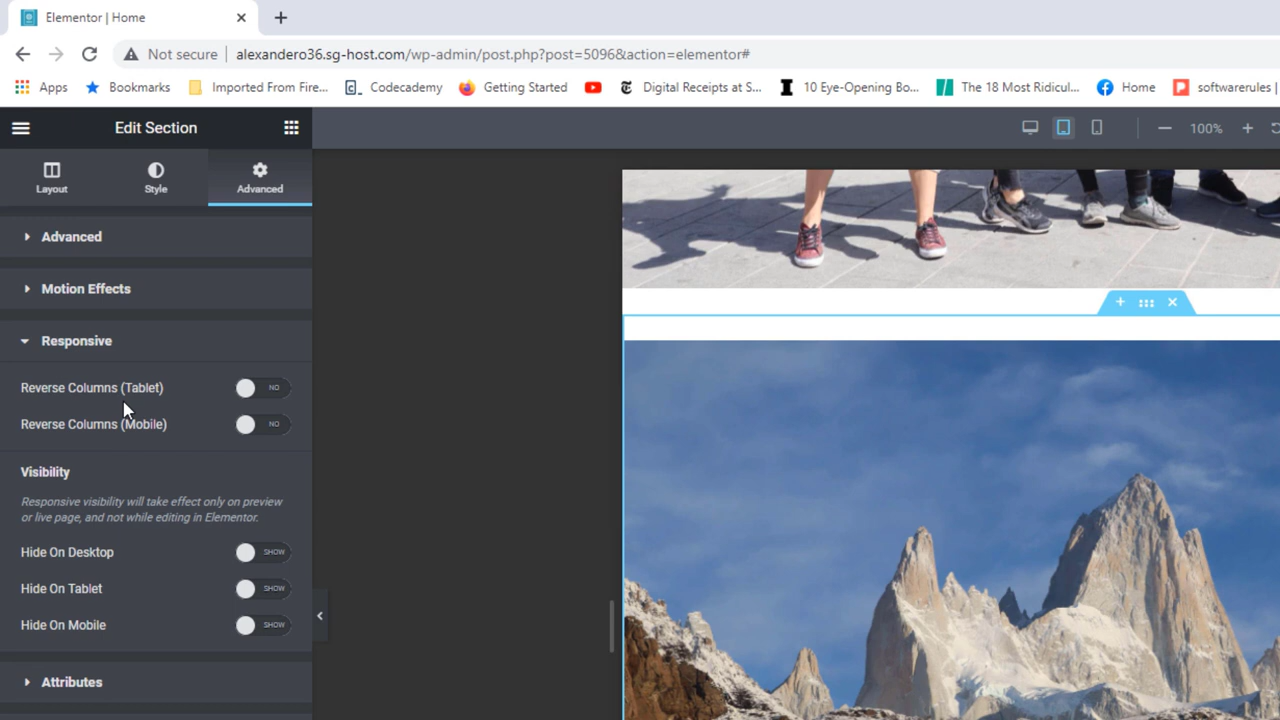 Elementor | Home
Not secure alexandero36.sg-host.com/wp-admin/post.php?post=5096&action=elementor#
Apps Bookmarks Imported From Fire... Codecademy Getting Started Digital Receipts at S... 10 Eye-Opening Bo... The 18 Most Ridicul... Home softwarerules |
Edit Section
100%
Layout Style Advanced
Advanced
Motion Effects
Responsive
Reverse Columns (Tablet) NO
Reverse Columns (Mobile) NO
Visibility
Responsive visibility will take effect only on preview
or live page, and not while editing in Elementor.
Hide On Desktop SHOW
Hide On Tablet SHOW
Hide On Mobile SHOW
Attributes